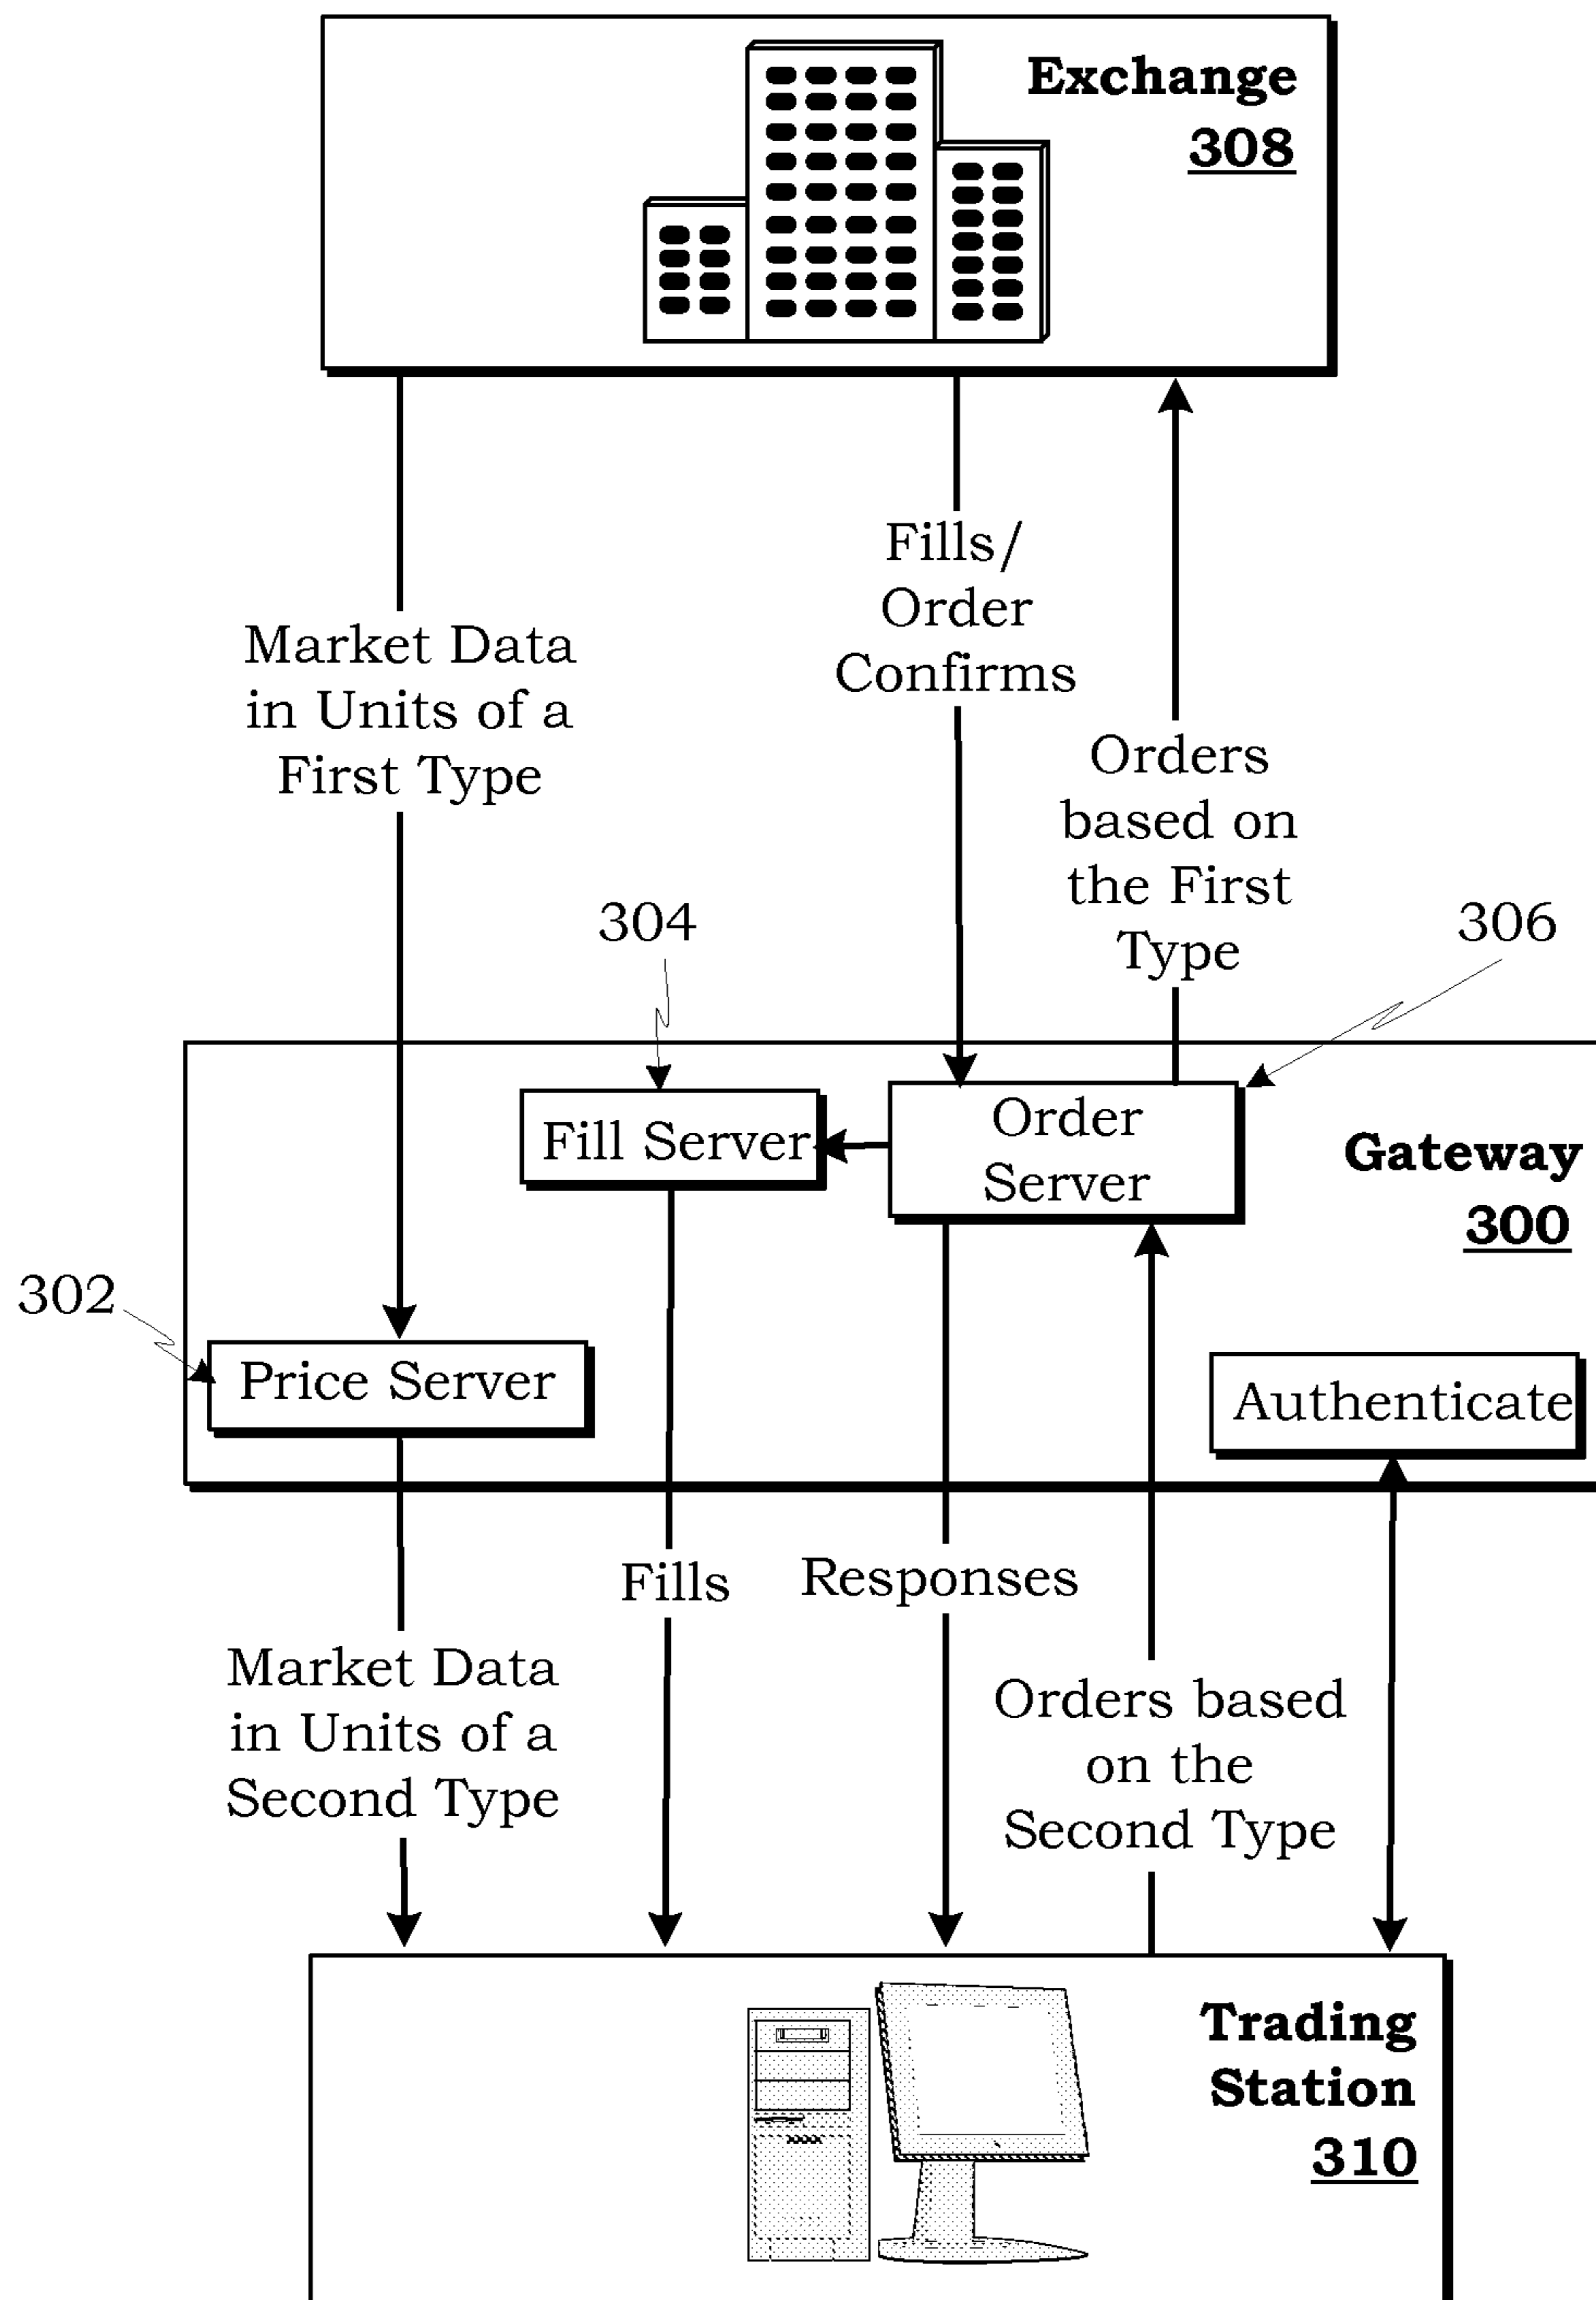 Exchange
308
Fills/
Order
Confirms
Market Data
in Units of a
First Type
Orders
based on
the First
Type
304
306
Fill Server
Order
Server
Gateway
300
302
Price Server
Authenticate
Fills
Responses
Market Data
in Units of a
Second Type
Orders based
on the
Second Type
Trading
Station
310